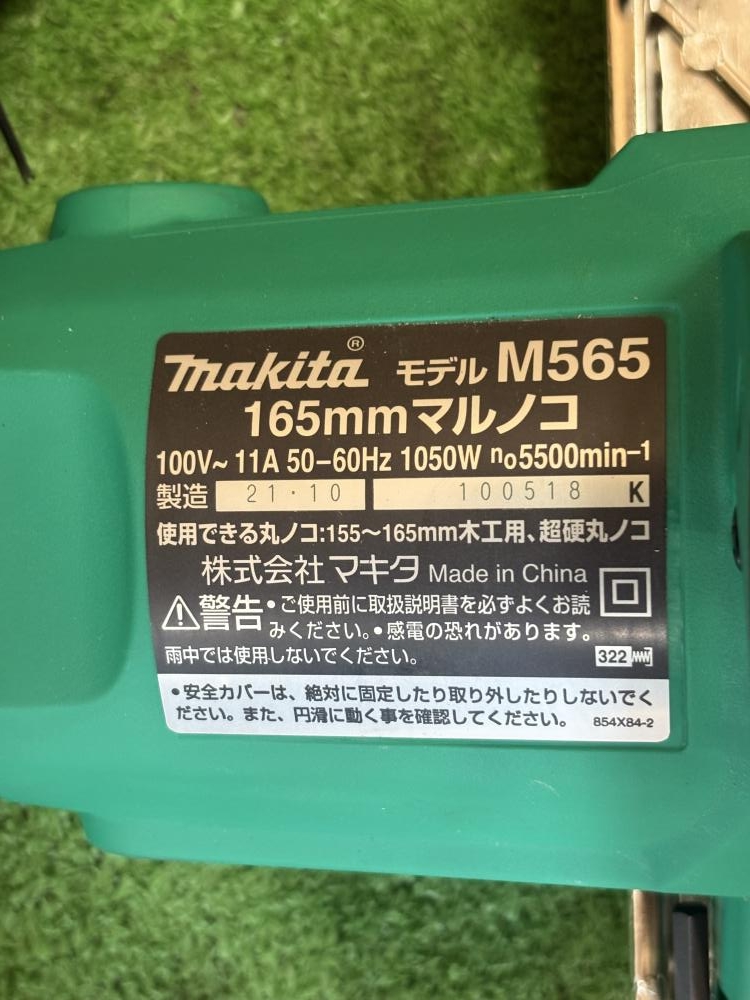 makita® モデル M565
165mmマルノコ
100V~ 11A 50-60Hz 1050W no5500min-1
製造 21・10 100518 K
使用できる丸ノコ:155～165mm木工用、超硬丸ノコ
株式会社 マキタ Made in China
⚠警告 •ご使用前に取扱説明書を必ずよくお読
みください。•感電の恐れがあります。
雨中では使用しないでください。 322
•安全カバーは、絶対に固定したり取り外したりしないでく
ださい。また、円滑に動く事を確認してください。 854X84-2